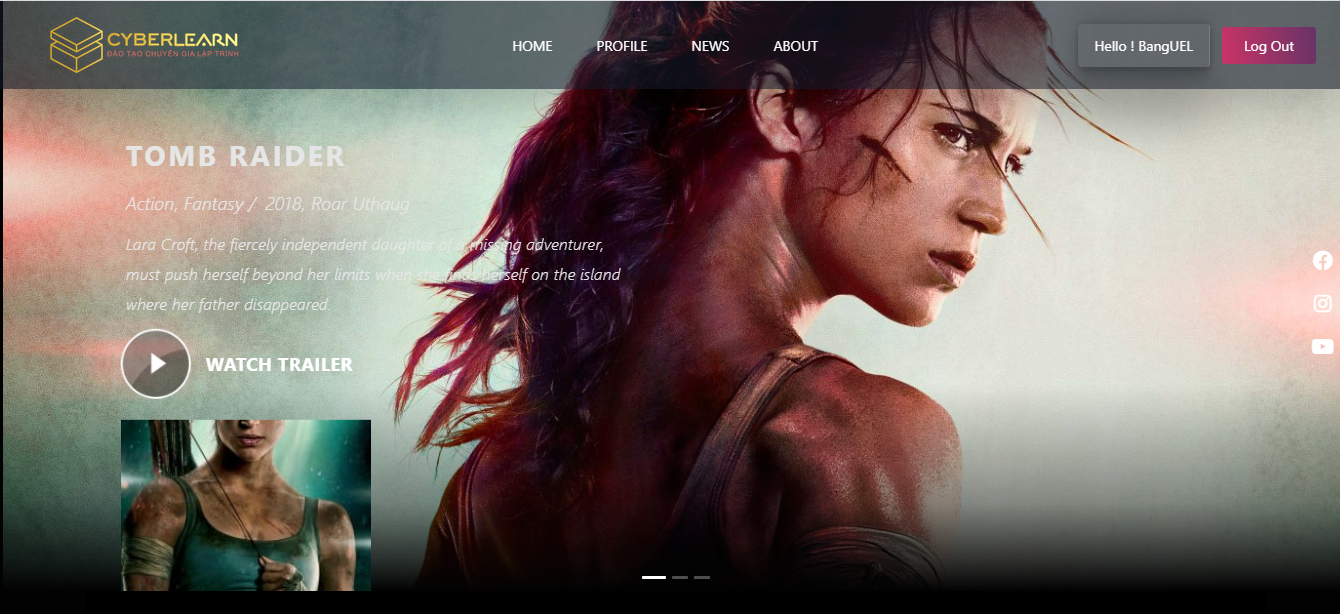 CYBERLEARN
ĐÀO TẠO CHUYÊN GIA LẬP TRÌNH
HOME
PROFILE
NEWS
ABOUT
Hello ! BangUEL
Log Out
TOMB RAIDER
Action, Fantasy / 2018, Roar Uthaug
Lara Croft, the fiercely independent daughter of a missing adventurer,
must push herself beyond her limits when she finds herself on the island
where her father disappeared.
WATCH TRAILER